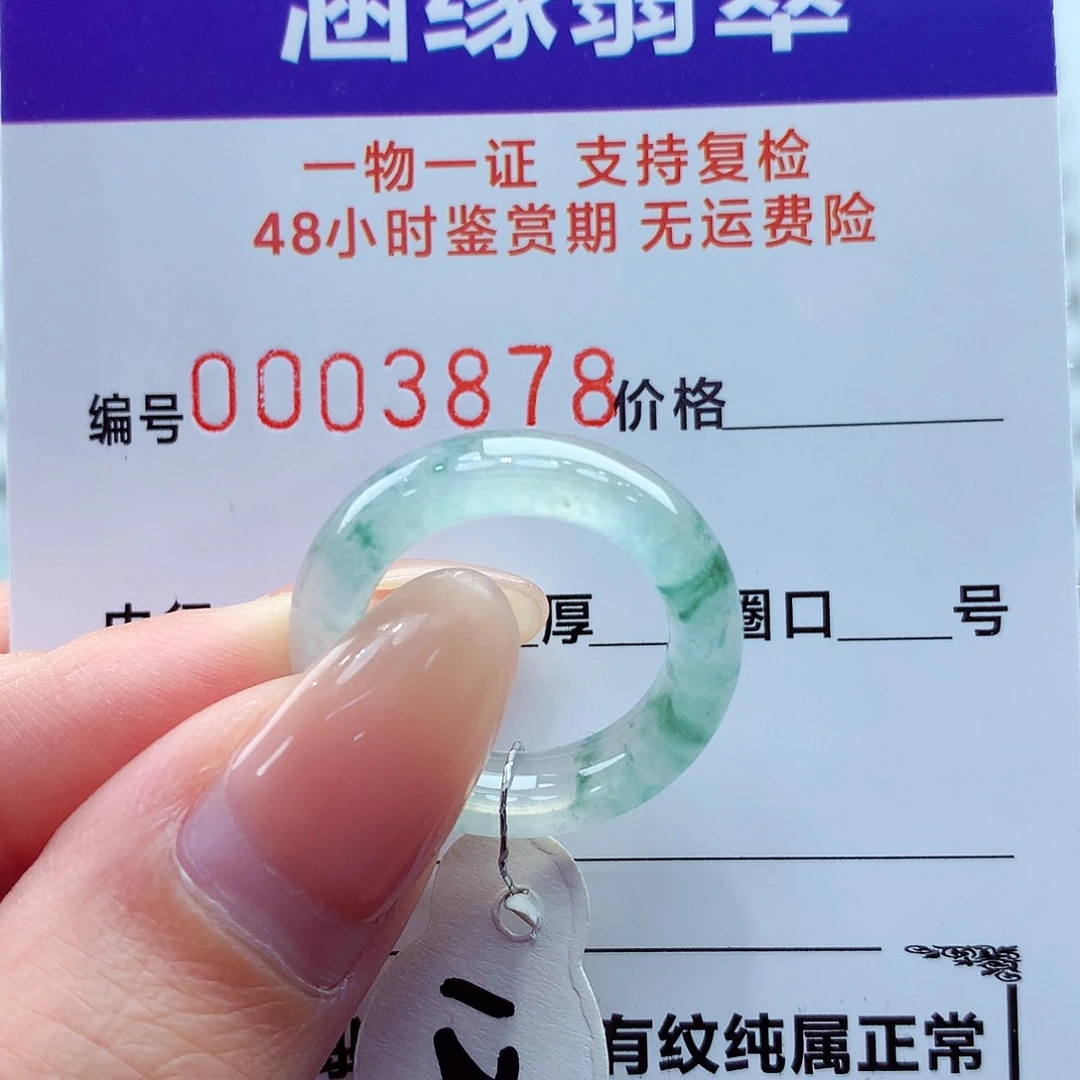 涵缘翡翠
一物一证 支持复检
48小时鉴赏期 无运费险
编号0003878价格
厚 圈口 号
有纹纯属正常